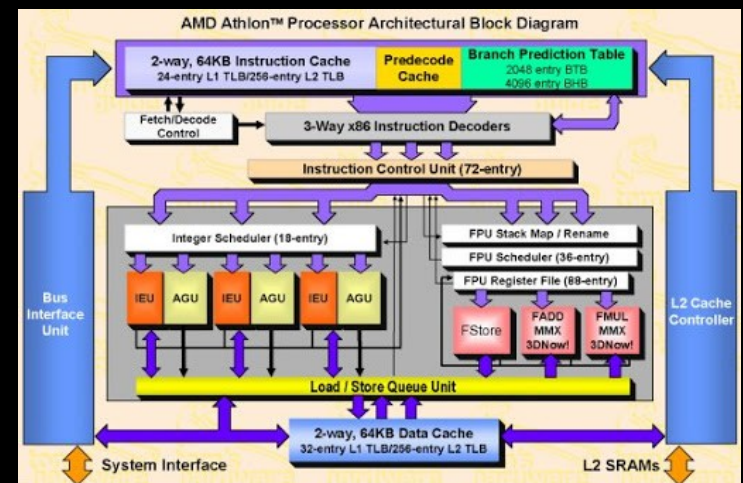 AMD Athlon™ Processor Architectural Block Diagram
2-way, 64KB Instruction Cache
24-entry L1 TLB/256-entry L2 TLB
Predecode
Cache
Branch Prediction Table
2048 entry BTB
4096 entry BHB
Fetch/Decode
Control
3-Way x86 Instruction Decoders
Instruction Control Unit (72-entry)
Bus
Interface
Unit
Integer Scheduler (18-entry)
IEU
AGU
IEU
AGU
IEU
AGU
FPU Stack Map / Rename
FPU Scheduler (36-entry)
FPU Register File (88-entry)
FStore
FADD
MMX
3DNow!
FMUL
MMX
3DNow!
L2 Cache
Controller
Load / Store Queue Unit
2-way, 64KB Data Cache
32-entry L1 TLB/256-entry L2 TLB
System Interface
L2 SRAMs